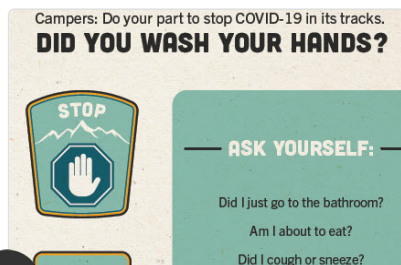 Campers: Do your part to stop COVID-19 in its tracks.
DID YOU WASH YOUR HANDS?
STOP
ASK YOURSELF:
Did I just go to the bathroom?
Am I about to eat?
Did I cough or sneeze?